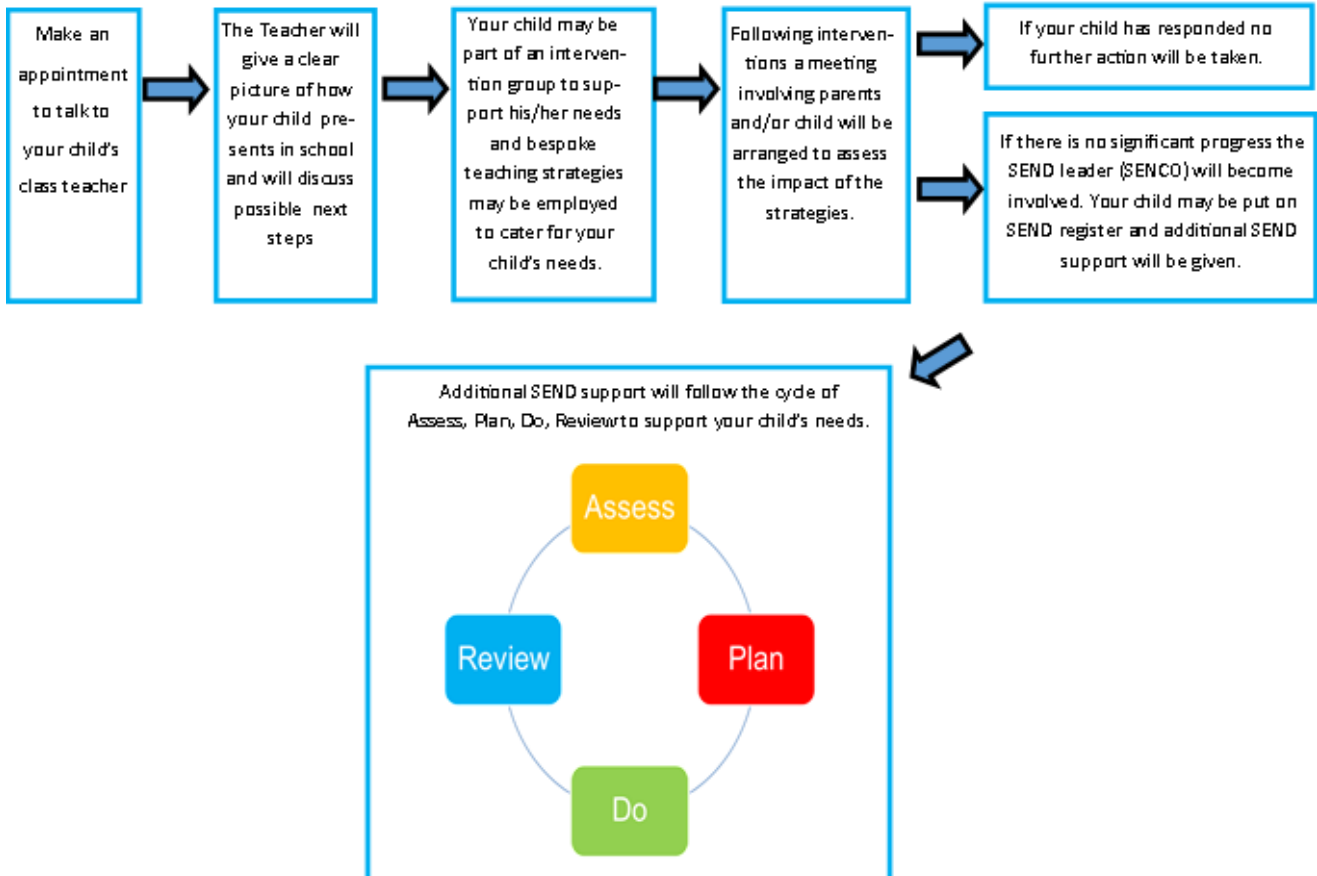 Make an
appointment
to talk to
your child's
class teacher
The Teacher will
give a clear
picture of how
your child pre-
sents in school
and will discuss
possible next
steps
Your child may be
part of an interven-
tion group to sup-
port his/her needs
and bespoke
teaching strategies
may be employed
to cater for your
child's needs.
Following interven-
tions a meeting
involving parents
and/or child will be
arranged to assess
the impact of the
strategies.
If your child has responded no
further action will be taken.
If there is no significant progress the
SEND leader (SENCO) will become
involved. Your child may be put on
SEND register and additional SEND
support will be given.
Additional SEND support will follow the cycle of
Assess, Plan, Do, Review to support your child's needs.
Assess
Review
Plan
Do